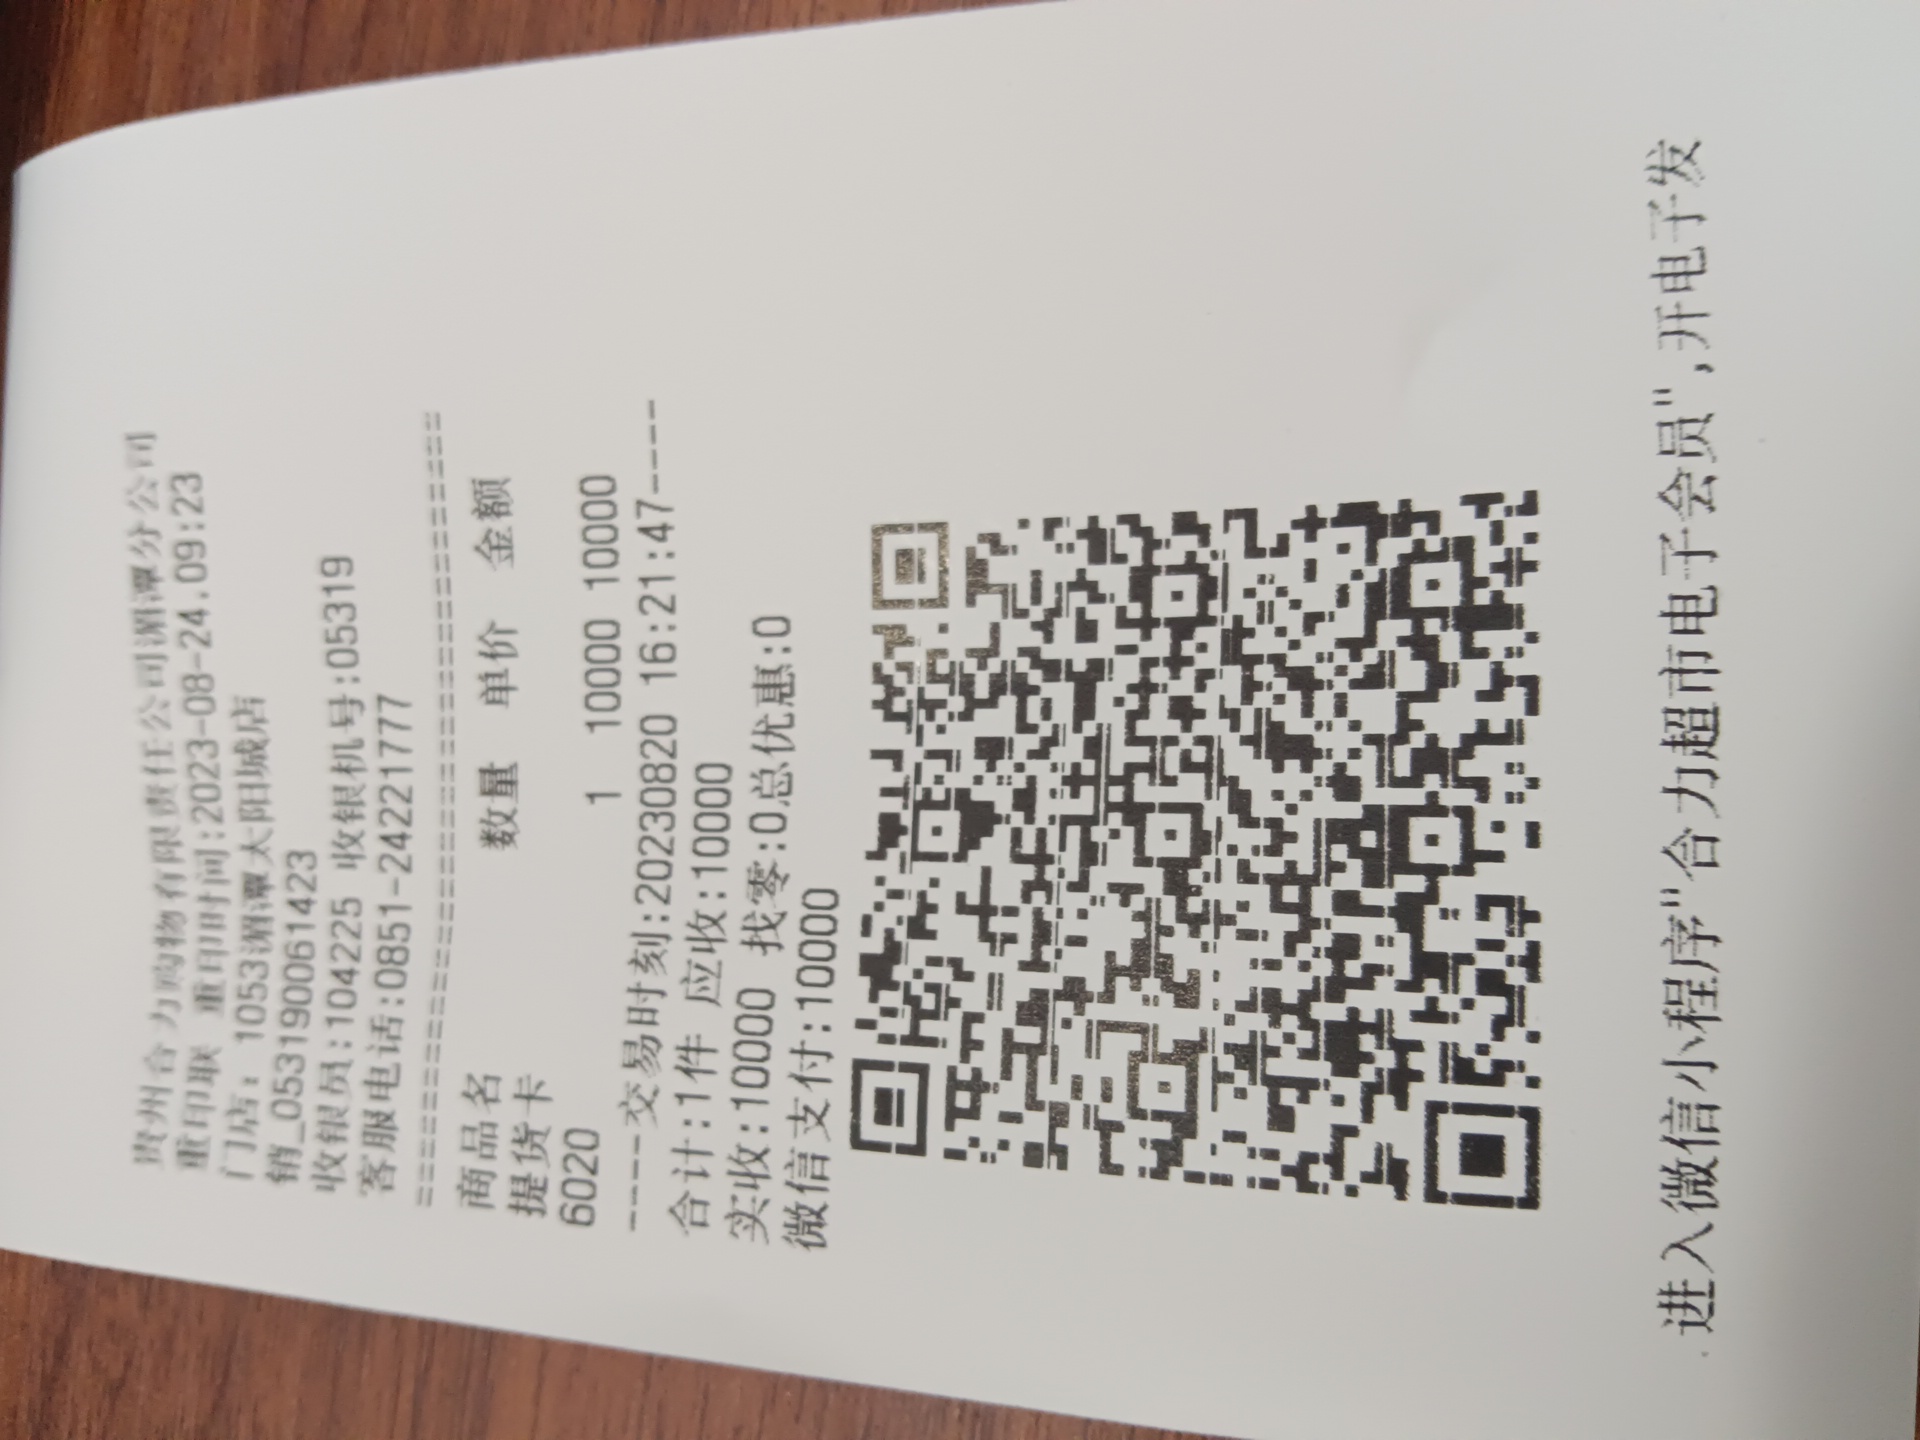 贵州合力购物有限责任公司湄潭分公司
重印联 重印时间:2023-08-24.09:23
门店: 1053湄潭太阳城店
销_053190061423
收银员:104225 收银机号:05319
客服电话:0851-24221777
================================
商品名 数量 单价 金额
提货卡
6020 1 10000 10000
----交易时刻:20230820 16:21:47-----
合计:1件 应收:10000
实收:10000 找零:0总优惠:0
微信支付:10000
进入微信小程序"合力超市电子会员",开电子发